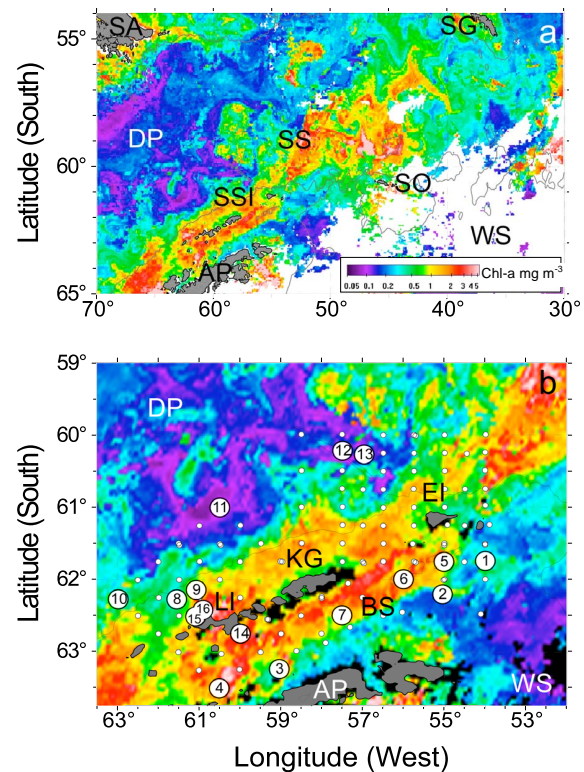 55°
60°
65°
Latitude (South)
SA
SG
a
DP
SS
SSI
SO
AP
WS
Chl-a mg m-3
0.05 0.1 0.2 0.5 1 2 3 4 5
70 60° 50° 40° 30°
59°
60°
61°
62°
63°
Latitude (South)
b
DP
12 13
11
EI
KG
1
5
6
2
10 8 9
LI
16
15
BS
7
14
3
4
AP
WS
63° 61° 59° 57° 55° 53°
Longitude (West)